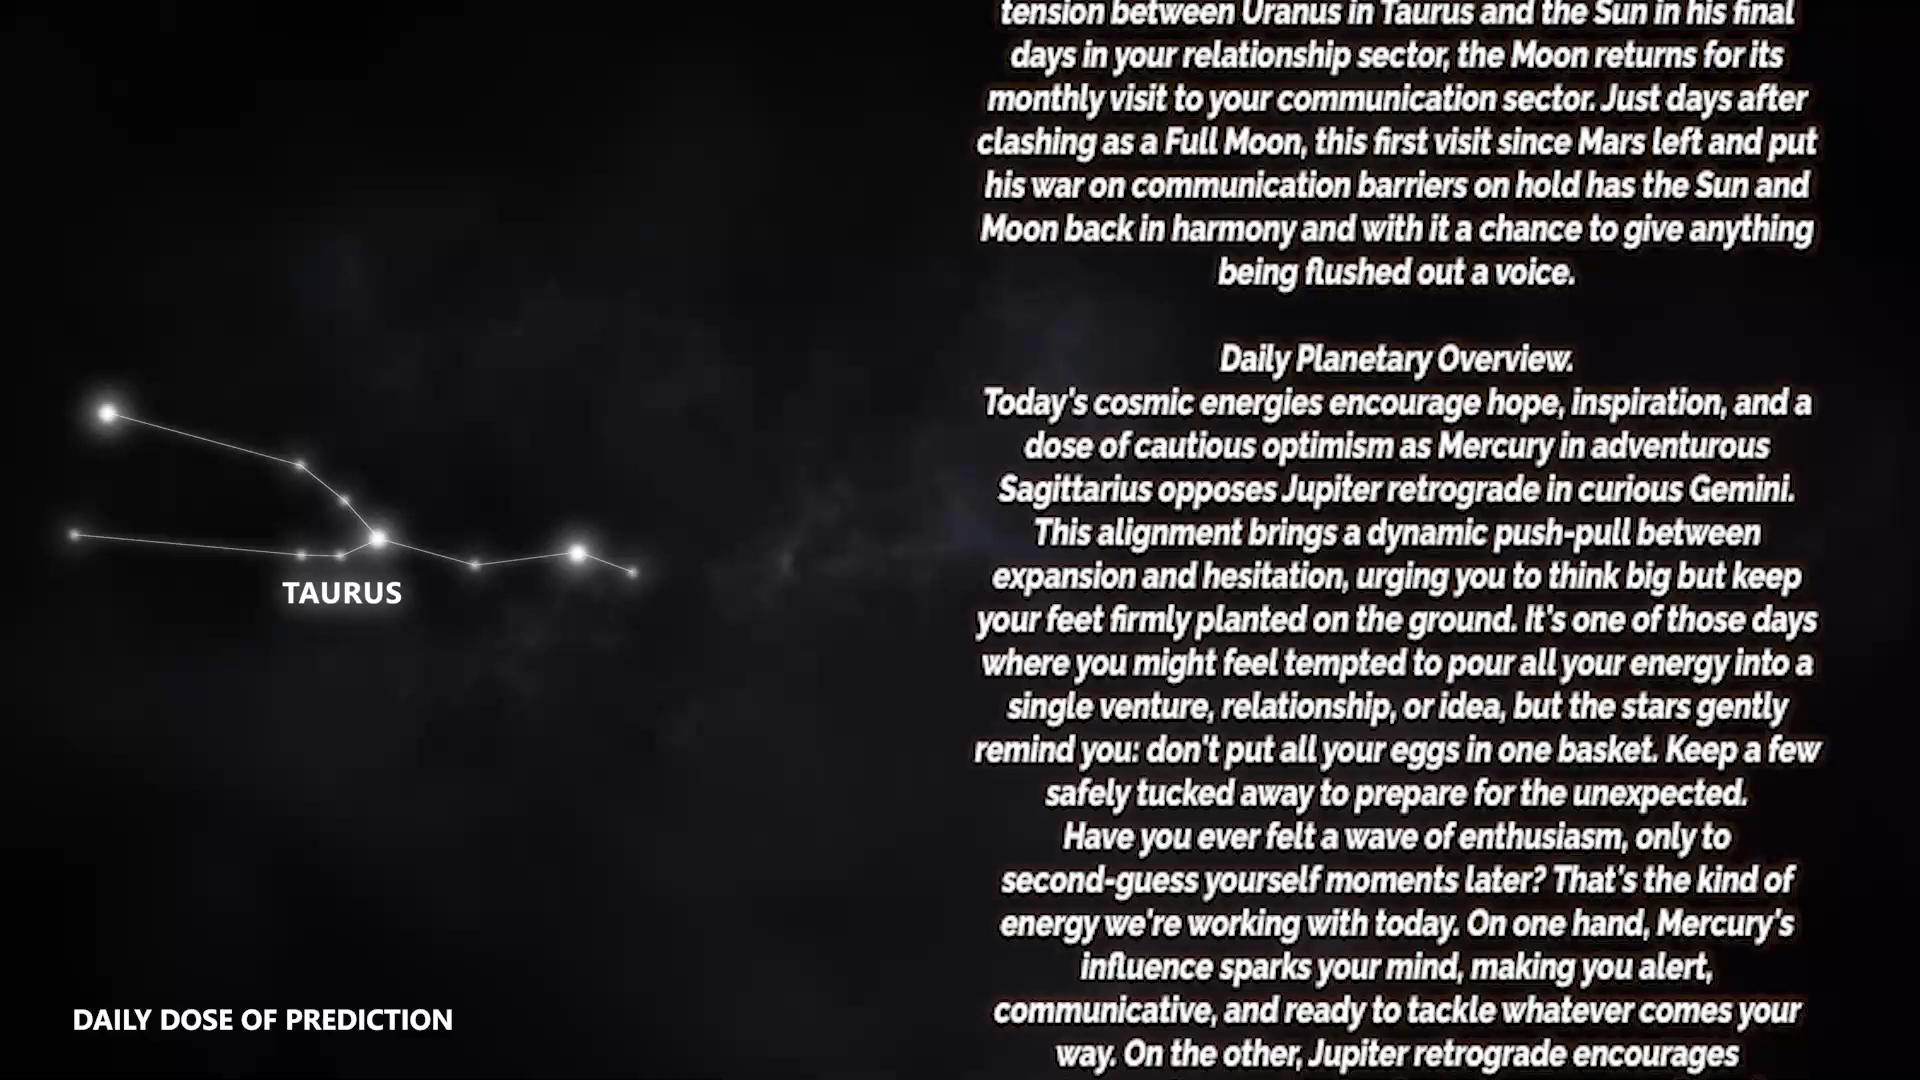 tension between Uranus in Taurus and the Sun in his final
days in your relationship sector, the Moon returns for its
monthly visit to your communication sector. Just days after
clashing as a Full Moon, this first visit since Mars left and put
his war on communication barriers on hold has the Sun and
Moon back in harmony and with it a chance to give anything
being flushed out a voice.
Daily Planetary Overview.
Today's cosmic energies encourage hope, inspiration, and a
dose of cautious optimism as Mercury in adventurous
Sagittarius opposes Jupiter retrograde in curious Gemini.
This alignment brings a dynamic push-pull between
expansion and hesitation, urging you to think big but keep
your feet firmly planted on the ground. It's one of those days
where you might feel tempted to pour all your energy into a
single venture, relationship, or idea, but the stars gently
remind you: don't put all your eggs in one basket. Keep a few
safely tucked away to prepare for the unexpected.
Have you ever felt a wave of enthusiasm, only to
second-guess yourself moments later? That's the kind of
energy we're working with today. On one hand, Mercury's
influence sparks your mind, making you alert,
communicative, and ready to tackle whatever comes your
way. On the other, Jupiter retrograde encourages
TAURUS
DAILY DOSE OF PREDICTION